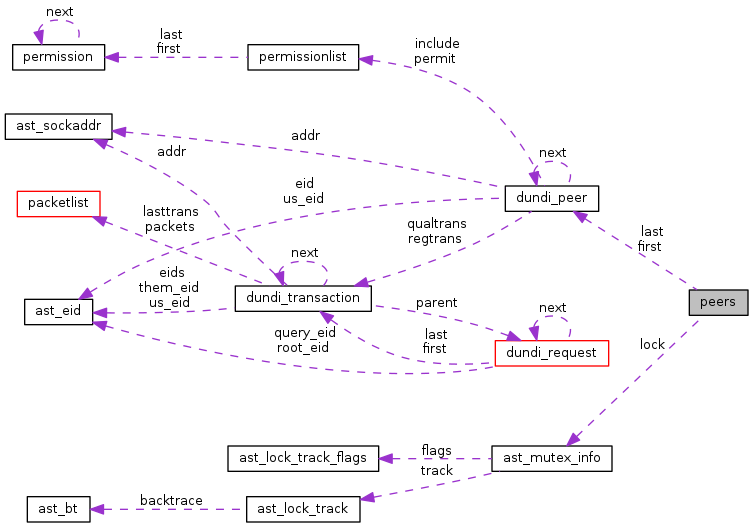 next
last
first
include
permit
permission
permissionlist
ast_sockaddr
addr
addr
next
eid
us_eid
dundi_peer
packetlist
lasttrans
packets
qualtrans
regtrans
last
first
next
eids
them_eid
us_eid
dundi_transaction
ast_eid
parent
next
peers
query_eid
root_eid
last
first
dundi_request
lock
flags
ast_lock_track_flags
ast_mutex_info
track
backtrace
ast_bt
ast_lock_track